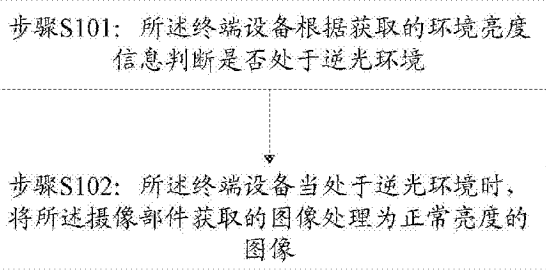 步骤S101：所述终端设备根据获取的环境亮度
信息判断是否处于逆光环境
步骤S102：所述终端设备当处于逆光环境时，
将所述摄像部件获取的图像处理为正常亮度的
图像